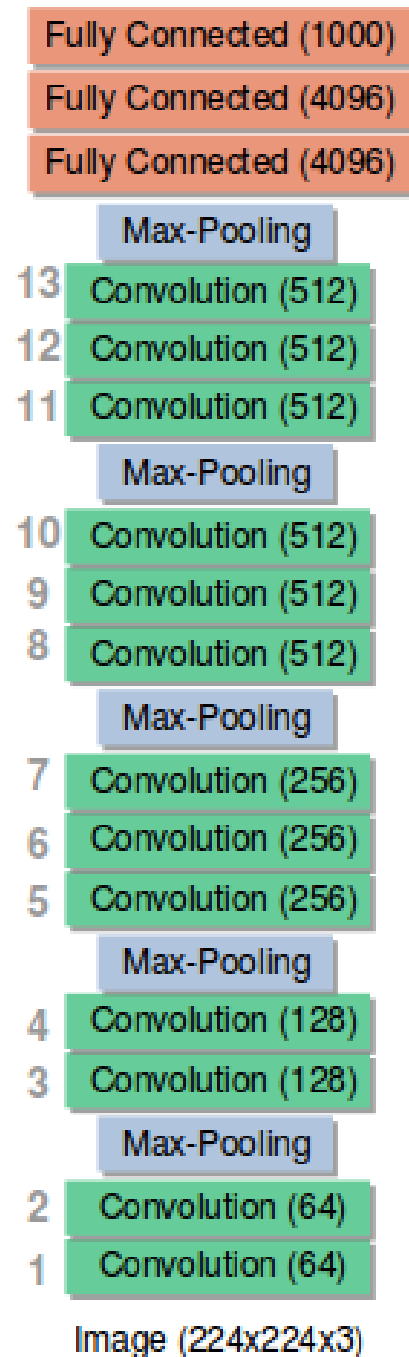 Fully Connected (1000)
Fully Connected (4096)
Fully Connected (4096)
Max-Pooling
13 Convolution (512)
12 Convolution (512)
11 Convolution (512)
Max-Pooling
10 Convolution (512)
9 Convolution (512)
8 Convolution (512)
Max-Pooling
7 Convolution (256)
6 Convolution (256)
5 Convolution (256)
Max-Pooling
4 Convolution (128)
3 Convolution (128)
Max-Pooling
2 Convolution (64)
1 Convolution (64)
Image (224x224x3)